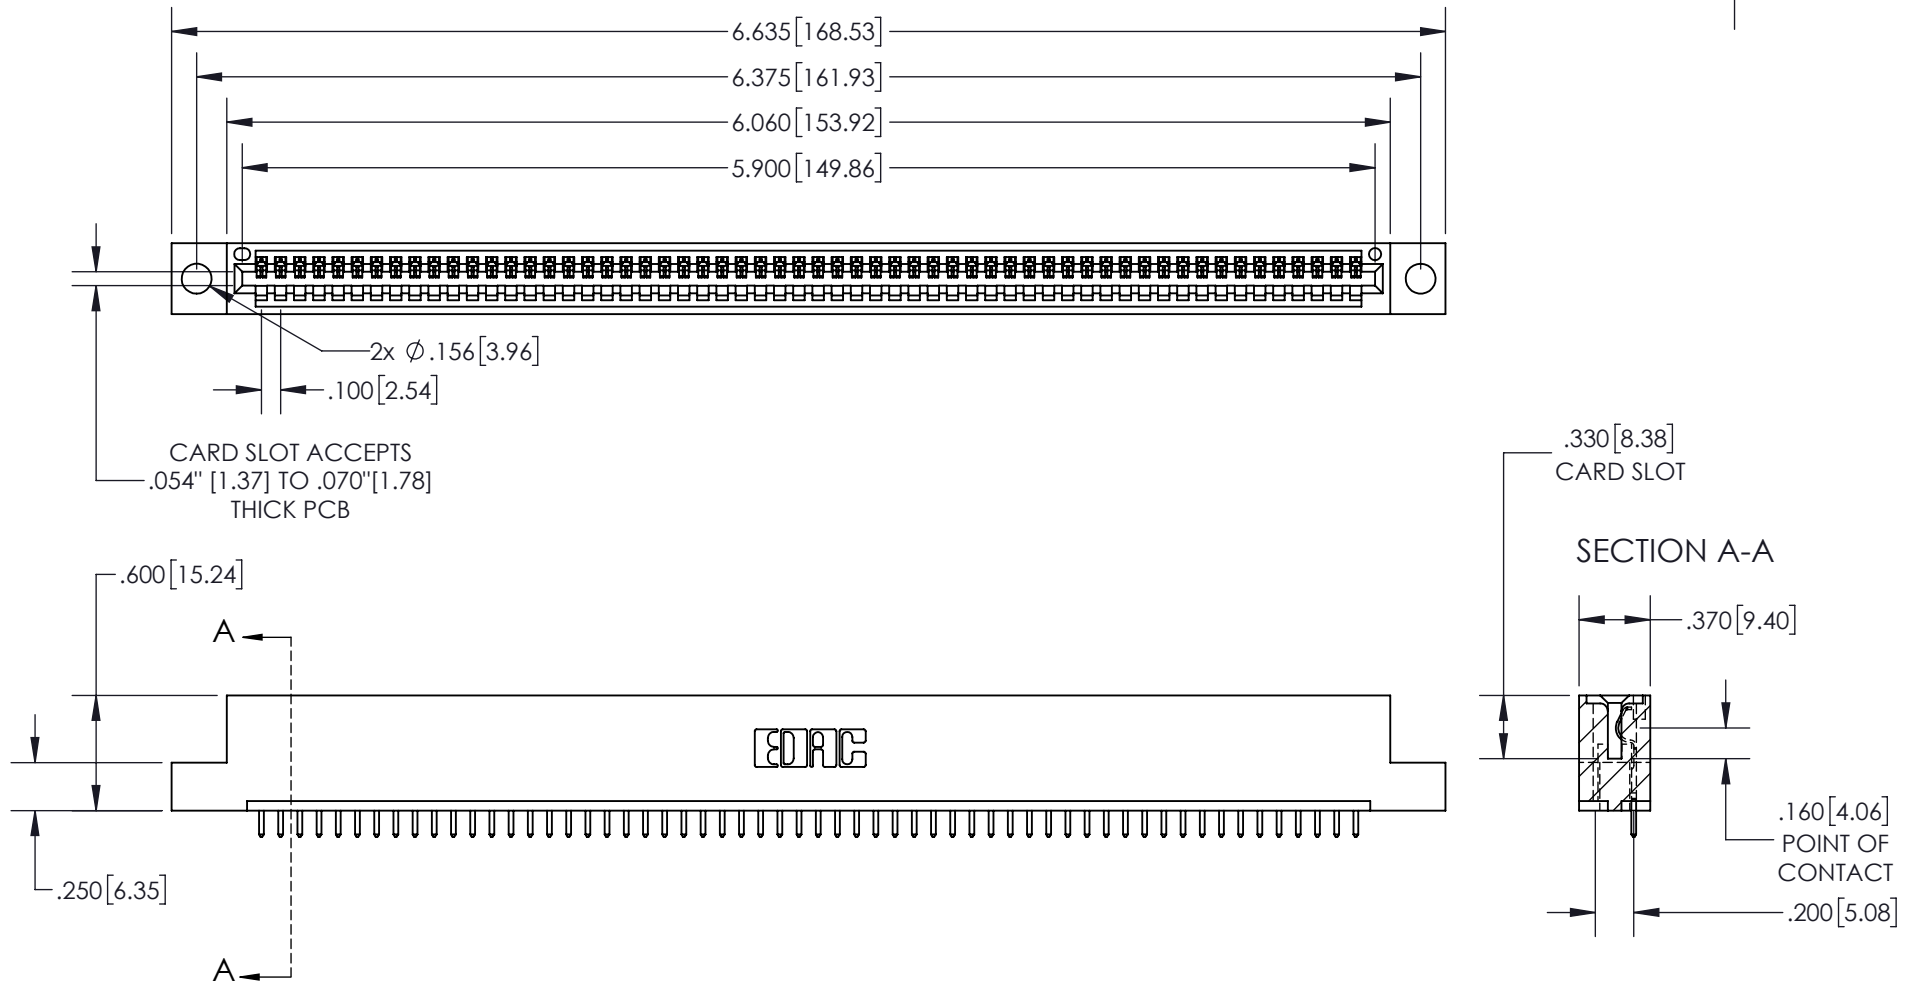 6.635[168.53]
6.375[161.93]
6.060[153.92]
5.900[149.86]
2x Ø.156[3.96]
.100[2.54]
CARD SLOT ACCEPTS
.054" [1.37] TO .070"[1.78]
THICK PCB
.330[8.38]
CARD SLOT
SECTION A-A
.600[15.24]
.370[9.40]
A
EDAC
.160[4.06]
POINT OF
CONTACT
.250[6.35]
.200[5.08]
A